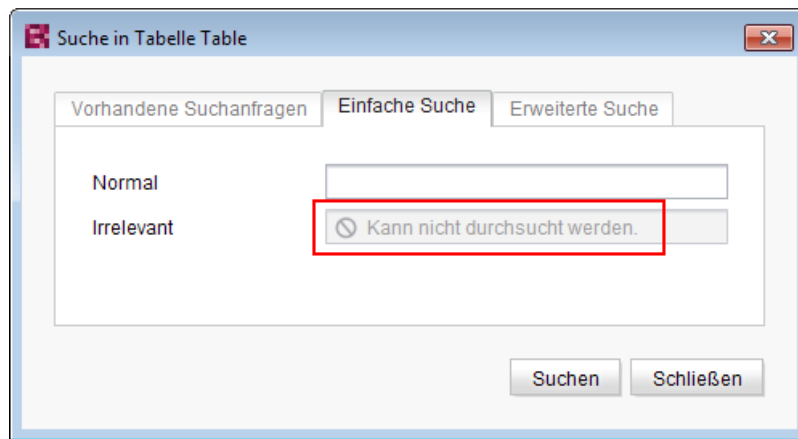 Suche in Tabelle Table
Vorhandene Suchanfragen Einfache Suche Erweiterte Suche
Normal
Irrelevant Kann nicht durchsucht werden.
Suchen Schließen